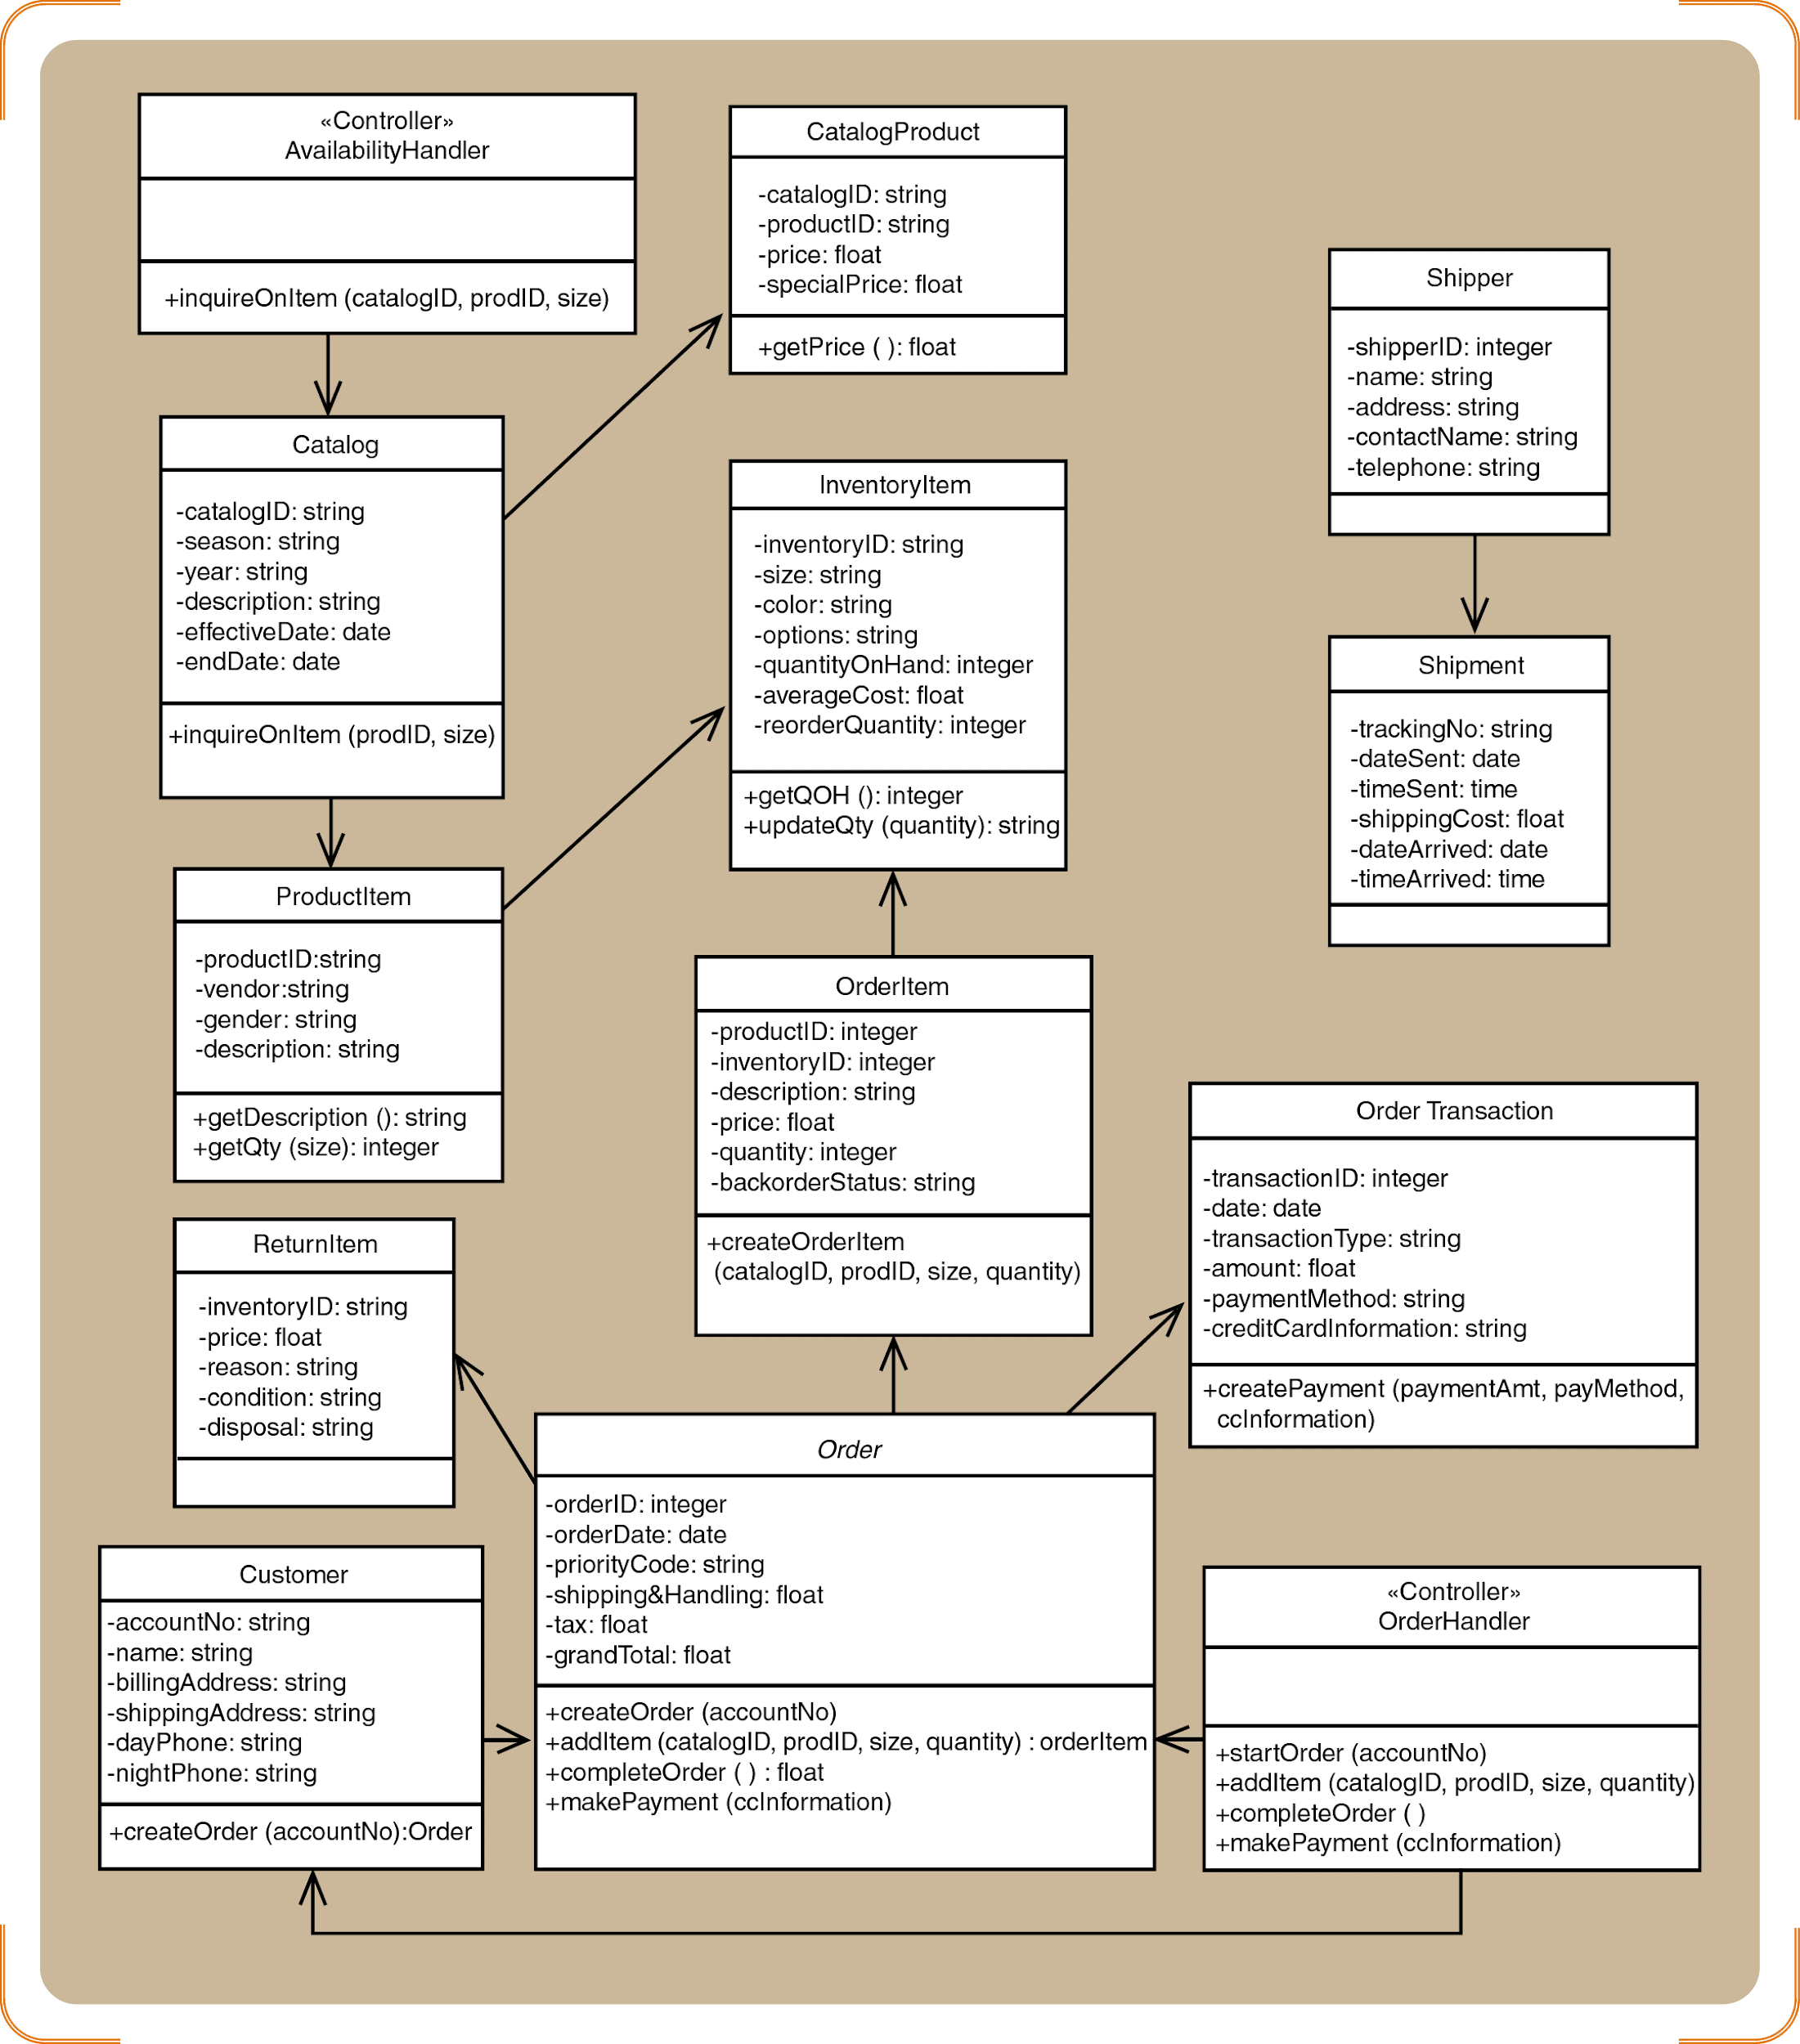 «Controller»
AvailabilityHandler
+inquireOnItem (catalogID, prodID, size)
CatalogProduct
-catalogID: string
-productID: string
-price: float
-specialPrice: float
+getPrice ( ): float
Shipper
-shipperID: integer
-name: string
-address: string
-contactName: string
-telephone: string
Catalog
-catalogID: string
-season: string
-year: string
-description: string
-effectiveDate: date
-endDate: date
+inquireOnItem (prodID, size)
InventoryItem
-inventoryID: string
-size: string
-color: string
-options: string
-quantityOnHand: integer
-averageCost: float
-reorderQuantity: integer
+getQOH (): integer
+updateQty (quantity): string
Shipment
-trackingNo: string
-dateSent: date
-timeSent: time
-shippingCost: float
-dateArrived: date
-timeArrived: time
ProductItem
-productID:string
-vendor:string
-gender: string
-description: string
+getDescription (): string
+getQty (size): integer
OrderItem
-productID: integer
-inventoryID: integer
-description: string
-price: float
-quantity: integer
-backorderStatus: string
+createOrderItem
(catalogID, prodID, size, quantity)
Order Transaction
-transactionID: integer
-date: date
-transactionType: string
-amount: float
-paymentMethod: string
-creditCardInformation: string
+createPayment (paymentAmt, payMethod,
ccInformation)
ReturnItem
-inventoryID: string
-price: float
-reason: string
-condition: string
-disposal: string
Order
-orderID: integer
-orderDate: date
-priorityCode: string
-shipping&Handling: float
-tax: float
-grandTotal: float
+createOrder (accountNo)
+addItem (catalogID, prodID, size, quantity) : orderItem
+completeOrder ( ) : float
+makePayment (ccInformation)
Customer
-accountNo: string
-name: string
-billingAddress: string
-shippingAddress: string
-dayPhone: string
-nightPhone: string
+createOrder (accountNo):Order
«Controller»
OrderHandler
+startOrder (accountNo)
+addItem (catalogID, prodID, size, quantity)
+completeOrder ( )
+makePayment (ccInformation)